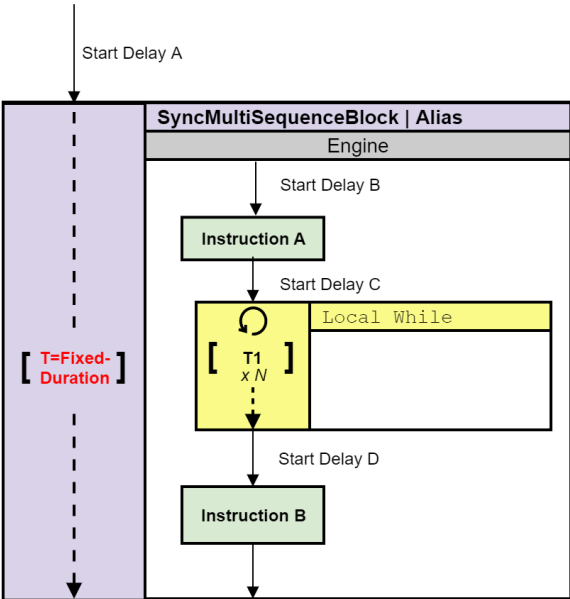 Start Delay A
SyncMultiSequenceBlock | Alias
Engine
Start Delay B
Instruction A
Start Delay C
Local While
[ T1 ]
x N
[ T=Fixed-
Duration ]
Start Delay D
Instruction B